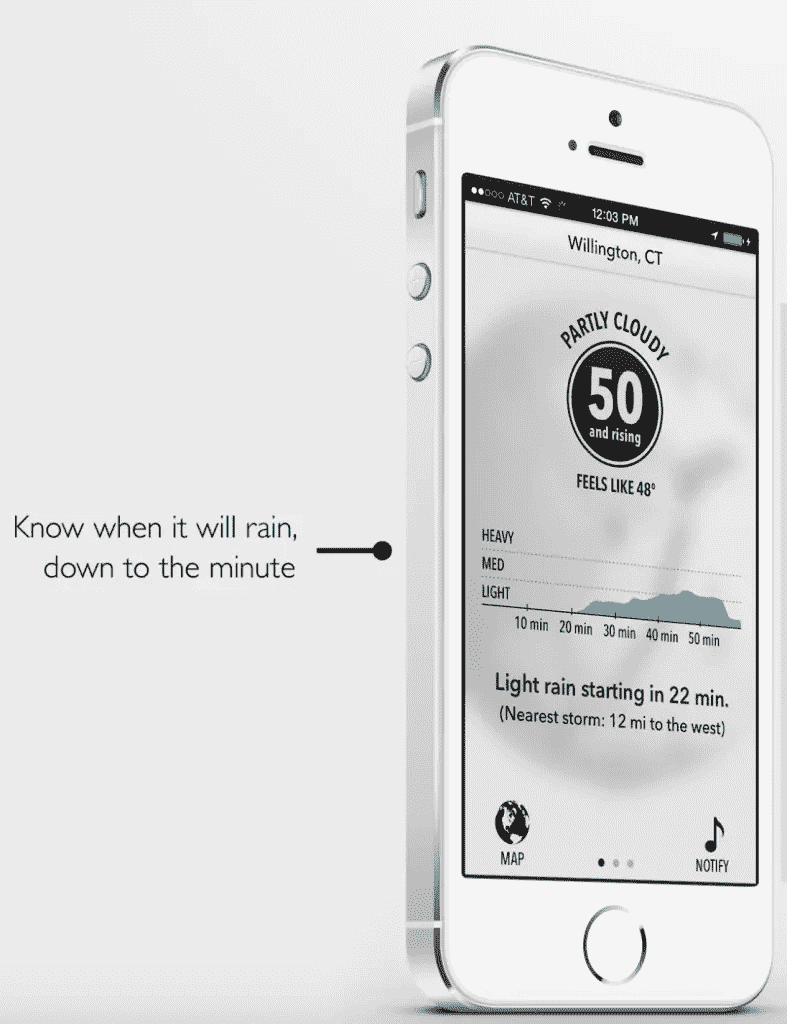 AT&T 12:03 PM
Willington, CT
PARTLY CLOUDY
50
and rising
FEELS LIKE 48°
Know when it will rain,
down to the minute
HEAVY
MED
LIGHT
10 min 20 min 30 min 40 min 50 min
Light rain starting in 22 min.
(Nearest storm: 12 mi to the west)
MAP NOTIFY